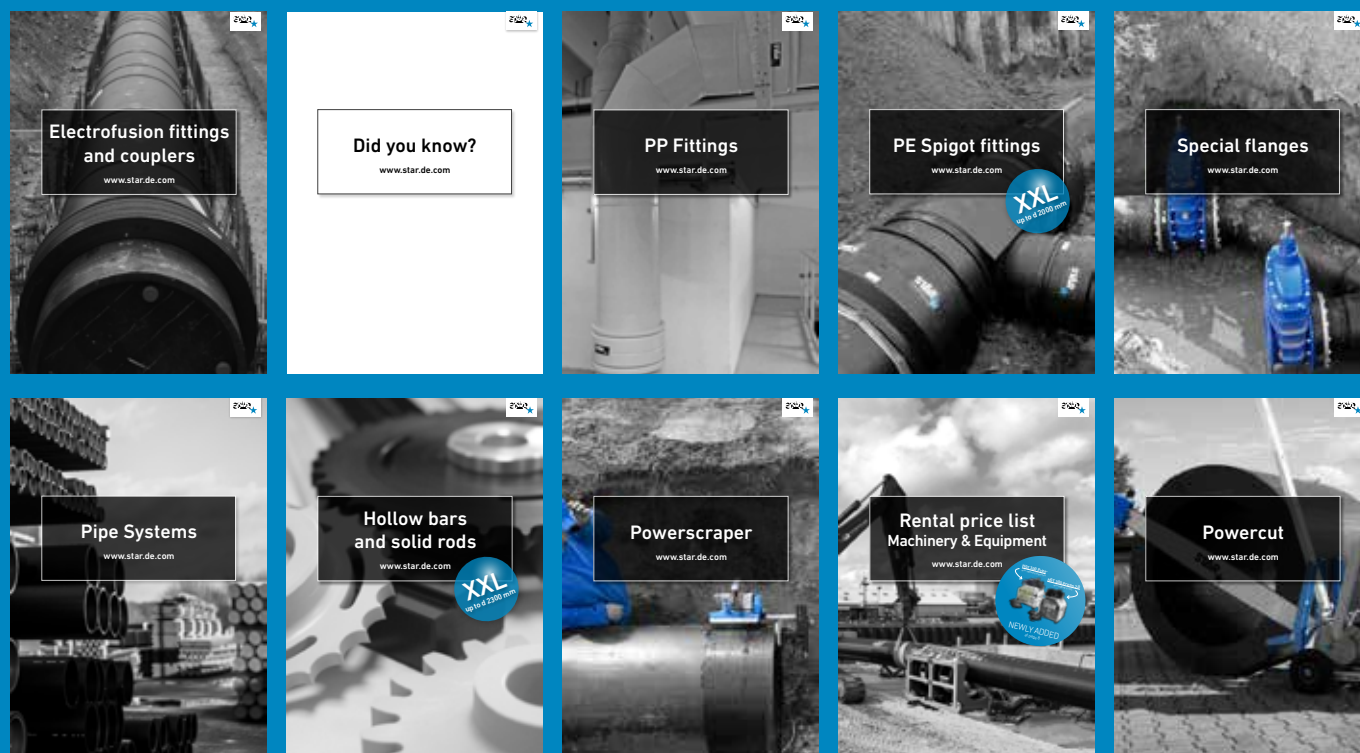 Electrofusion fittings
and couplers
www.star.de.com
Did you know?
www.star.de.com
PP Fittings
www.star.de.com
PE Spigot fittings
www.star.de.com
XXL
up to d 2000 mm
Special flanges
www.star.de.com
Pipe Systems
www.star.de.com
Hollow bars
and solid rods
www.star.de.com
XXL
up to d 2300 mm
Powerscraper
www.star.de.com
Rental price list
Machinery & Equipment
www.star.de.com
NEWLY ADDED
Powercut
www.star.de.com